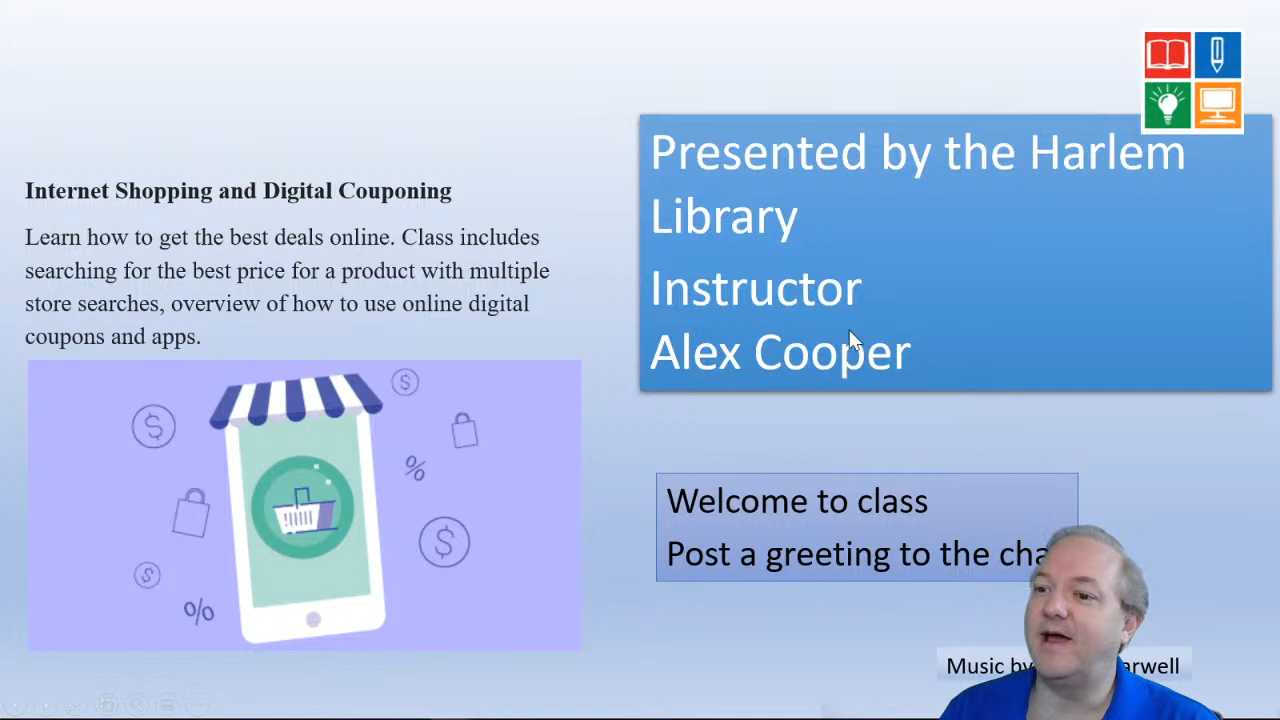 Internet Shopping and Digital Couponing
Learn how to get the best deals online. Class includes
searching for the best price for a product with multiple
store searches, overview of how to use online digital
coupons and apps.
$
$
%
$
$
%
Presented by the Harlem
Library
Instructor
Alex Cooper
Welcome to class
Post a greeting to the cha
Music by